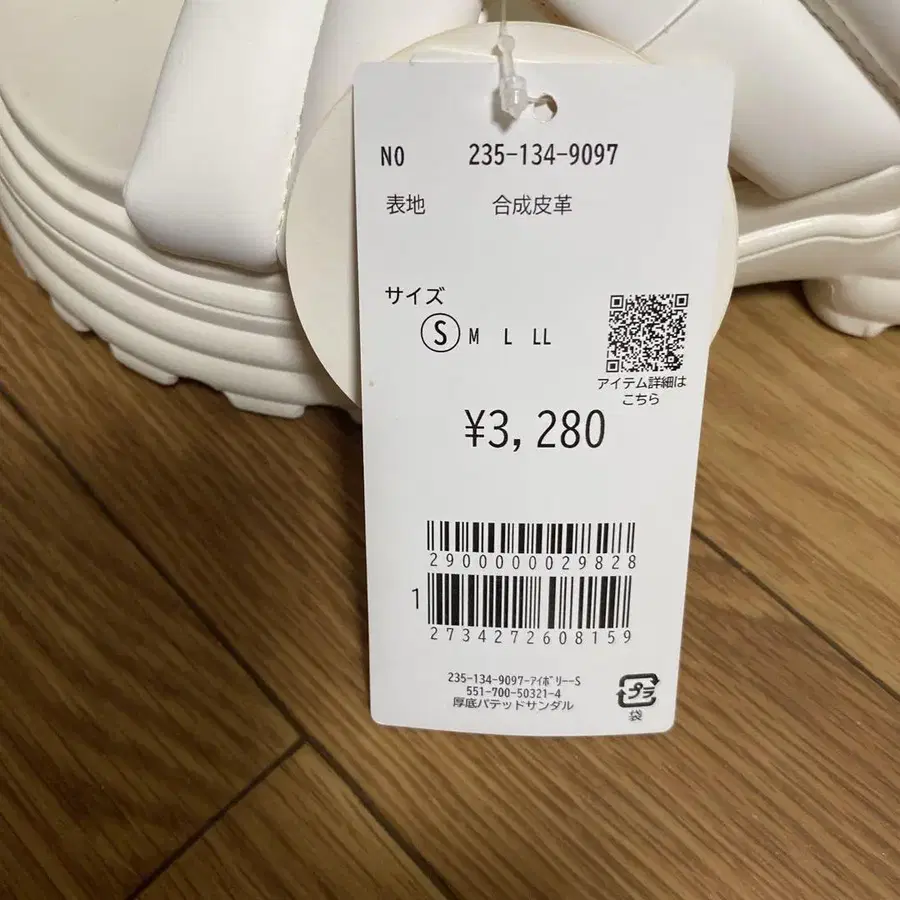 NO 235-134-9097
表地 合成皮革
サイズ
S M L LL
アイテム詳細は
こちら
¥3,280
2900000029828
1
2734272608159
235-134-9097-ｱｲﾎﾞﾘｰ-S
551-700-50321-4
厚底パテッドサンダル
プラ
袋